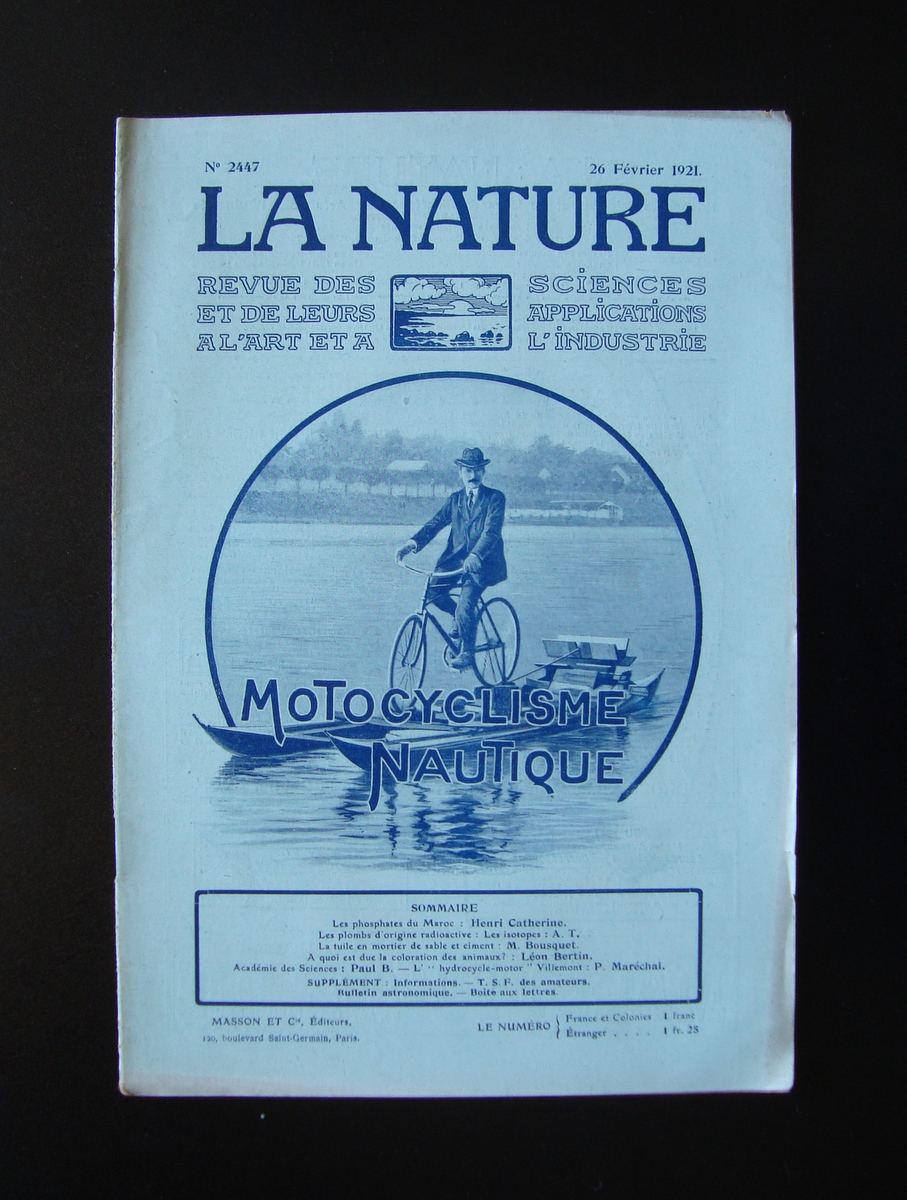 Nº 2447
26 Février 1921.
LA NATURE
REVUE DES SCIENCES
ET DE LEURS APPLICATIONS
A L'ART ET A L'INDUSTRIE
MOTOCYCLISME
NAUTIQUE
SOMMAIRE
Les phosphates du Maroc : Henri Catherine.
Les plombs d'origine radioactive : Les isotopes : A. T.
La tuile en mortier de sable et ciment : M. Bousquet.
A quoi est due la coloration des animaux? : Léon Bertin.
Académie des Sciences : Paul B. — L' " hydrocycle-motor " Villemont : P. Maréchal.
SUPPLÉMENT : Informations. — T. S. F. des amateurs.
Bulletin astronomique. — Boîte aux lettres.
MASSON ET Cie, Éditeurs,
120, boulevard Saint-Germain, Paris.
LE NUMÉRO
France et Colonies 1 franc
Étranger . . . . 1 fr. 25